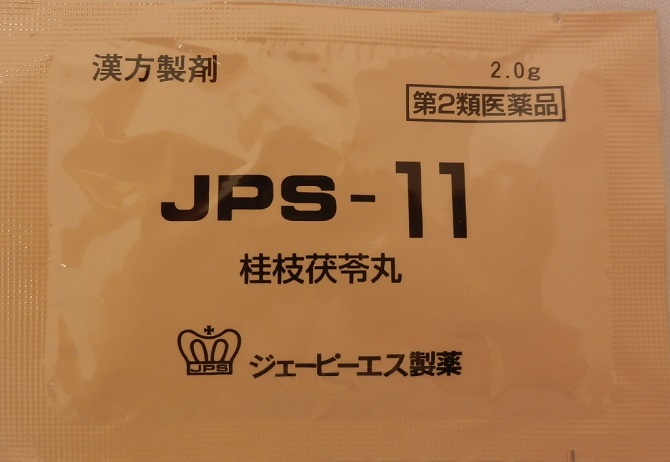 漢方製剤
2.0g
第2類医薬品
JPS-11
桂枝茯苓丸
JPS
ジェーピーエス製薬